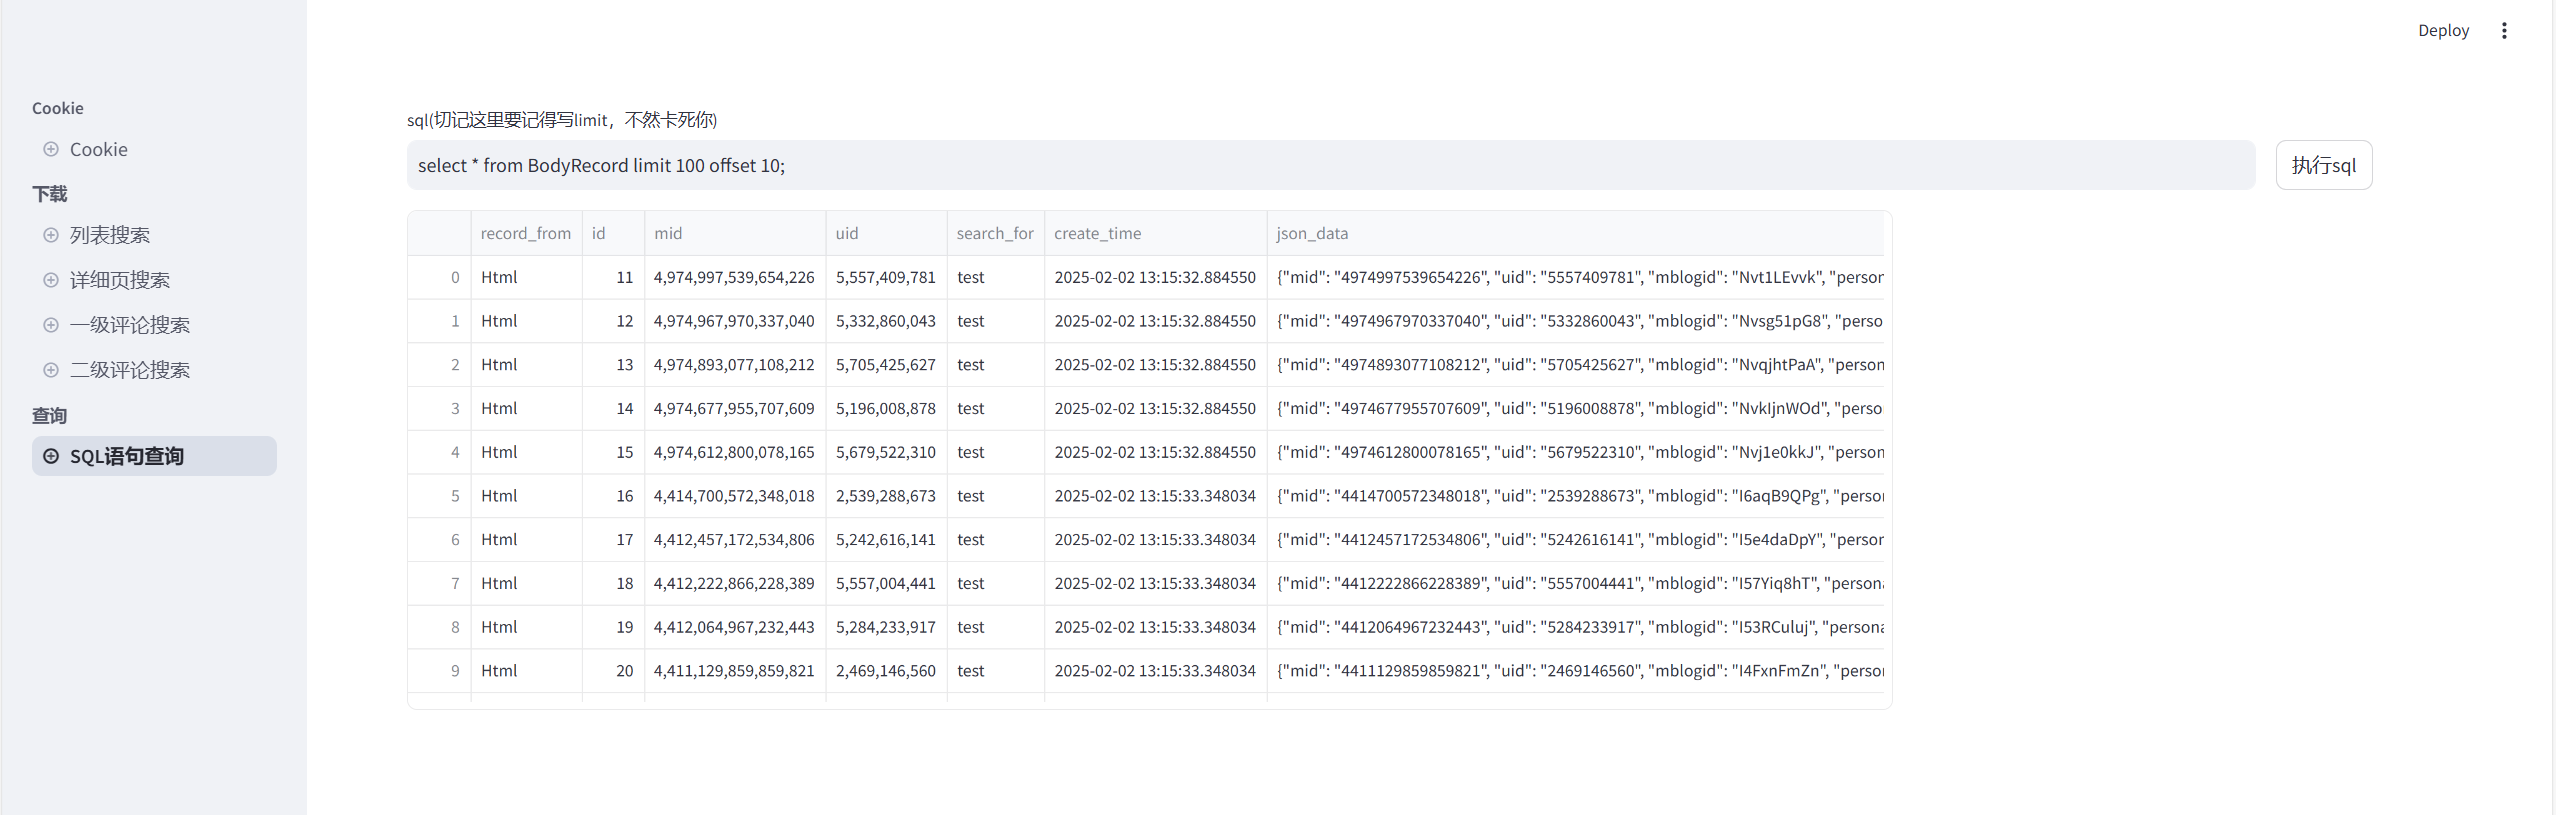 Deploy
Cookie
Cookie
下载
列表搜索
详细页搜索
一级评论搜索
二级评论搜索
查询
SQL语句查询
sql(切记这里要记得写limit，不然卡死你)
select * from BodyRecord limit 100 offset 10;
执行sql
record_from id mid uid search_for create_time json_data
0 Html 11 4,974,997,539,654,226 5,557,409,781 test 2025-02-02 13:15:32.884550 {"mid": "4974997539654226", "uid": "5557409781", "mblogid": "Nvt1LEvvk", "person
1 Html 12 4,974,967,970,337,040 5,332,860,043 test 2025-02-02 13:15:32.884550 {"mid": "4974967970337040", "uid": "5332860043", "mblogid": "Nvsg51pG8", "perso
2 Html 13 4,974,893,077,108,212 5,705,425,627 test 2025-02-02 13:15:32.884550 {"mid": "4974893077108212", "uid": "5705425627", "mblogid": "NvqjhtPaA", "person
3 Html 14 4,974,677,955,707,609 5,196,008,878 test 2025-02-02 13:15:32.884550 {"mid": "4974677955707609", "uid": "5196008878", "mblogid": "NvkIjnWOd", "perso
4 Html 15 4,974,612,800,078,165 5,679,522,310 test 2025-02-02 13:15:32.884550 {"mid": "4974612800078165", "uid": "5679522310", "mblogid": "Nvj1e0kkJ", "person
5 Html 16 4,414,700,572,348,018 2,539,288,673 test 2025-02-02 13:15:33.348034 {"mid": "4414700572348018", "uid": "2539288673", "mblogid": "I6aqB9QPg", "perso
6 Html 17 4,412,457,172,534,806 5,242,616,141 test 2025-02-02 13:15:33.348034 {"mid": "4412457172534806", "uid": "5242616141", "mblogid": "I5e4daDpY", "person
7 Html 18 4,412,222,866,228,389 5,557,004,441 test 2025-02-02 13:15:33.348034 {"mid": "4412222866228389", "uid": "5557004441", "mblogid": "I57Yiq8hT", "persona
8 Html 19 4,412,064,967,232,443 5,284,233,917 test 2025-02-02 13:15:33.348034 {"mid": "4412064967232443", "uid": "5284233917", "mblogid": "I53RCuluj", "persona
9 Html 20 4,411,129,859,859,821 2,469,146,560 test 2025-02-02 13:15:33.348034 {"mid": "4411129859859821", "uid": "2469146560", "mblogid": "I4FxnFmZn", "perso